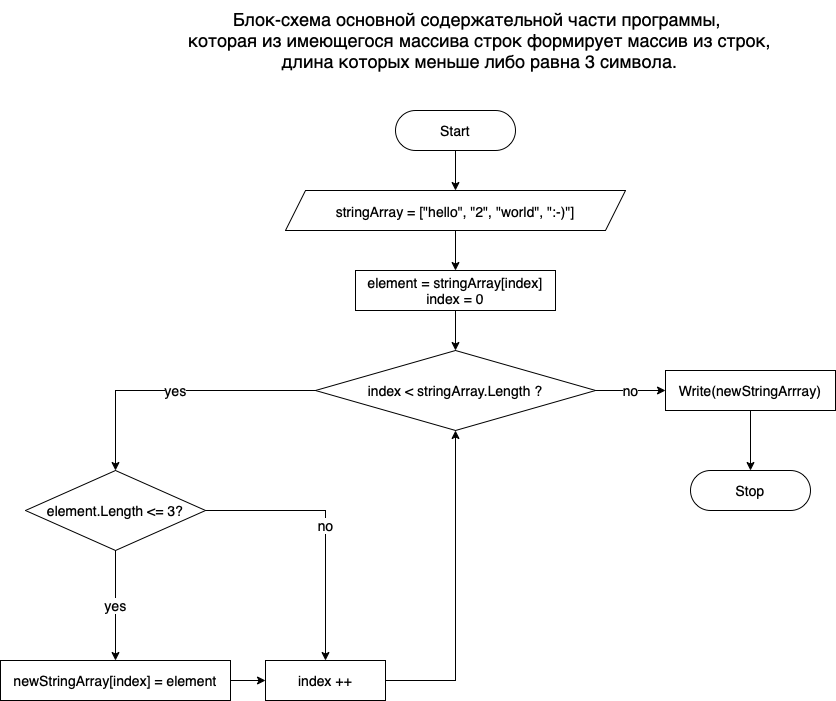 Блок-схема основной содержательной части программы,
которая из имеющегося массива строк формирует массив из строк,
длина которых меньше либо равна 3 символа.
Start
stringArray = ["hello", "2", "world", ":-)"]
element = stringArray[index]
index = 0
index < stringArray.Length ?
yes
no
Write(newStringArrray)
Stop
element.Length <= 3?
no
yes
newStringArray[index] = element
index ++